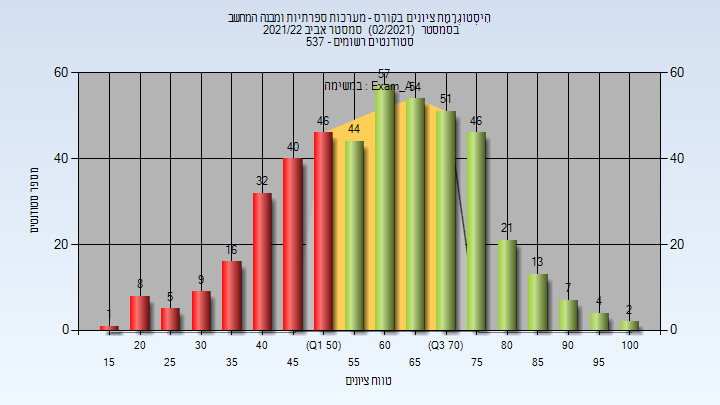 היסטוגרמת ציונים בקורס - מערכות ספרתיות ומבנה המחשב
בסמסטר (02/2021) סמסטר אביב 2021/22
סטודנטים רשומים - 537
במשימה : Exam_A
60 60
40 40
20 20
0 0
1 8 5 9 16 32 40 46 44 57 54 51 46 21 13 7 4 2
מספר סטודנטים
20 30 40 (Q1 50) 60 (Q3 70) 80 90 100
15 25 35 45 55 65 75 85 95
טווח ציונים